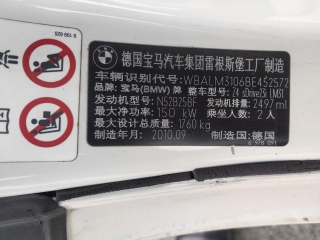 德国宝马汽车集团雷根斯堡工厂制造
车辆识别代号: WBALM3106BE452572
品牌: 宝马(BMW)牌 整车型号: Z4 sDrive23i LM31
发动机型号: N52B25BF 发动机排量: 2497 ml
最大净功率: 150 kW 乘坐人数: 2 人
最大设计总质量: 1760 kg
制造年月: 2010.09 制造国: 德国
6 978 091